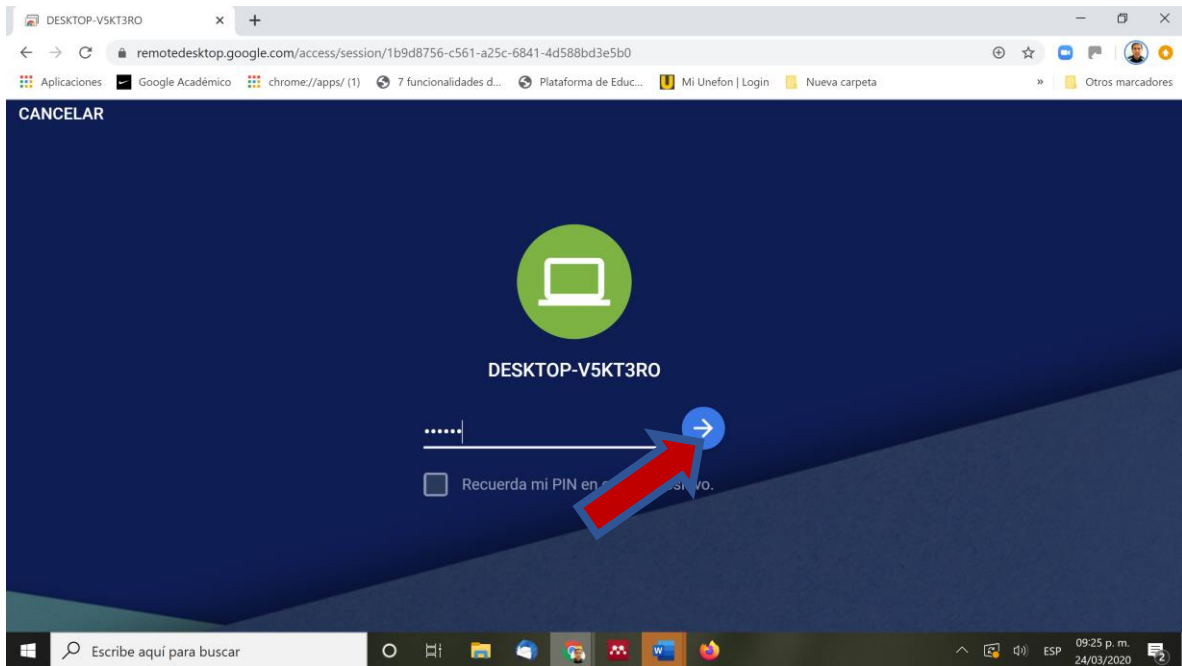 DESKTOP-V5KT3RO
remotedesktop.google.com/access/session/1b9d8756-c561-a25c-6841-4d588bd3e5b0
Aplicaciones Google Académico chrome://apps/ (1) 7 funcionalidades d... Plataforma de Educ... Mi Unefon | Login Nueva carpeta » Otros marcadores
CANCELAR
DESKTOP-V5KT3RO
••••••
Recuerda mi PIN en
Escribe aquí para buscar
ESP
09:25 p. m.
24/03/2020
2